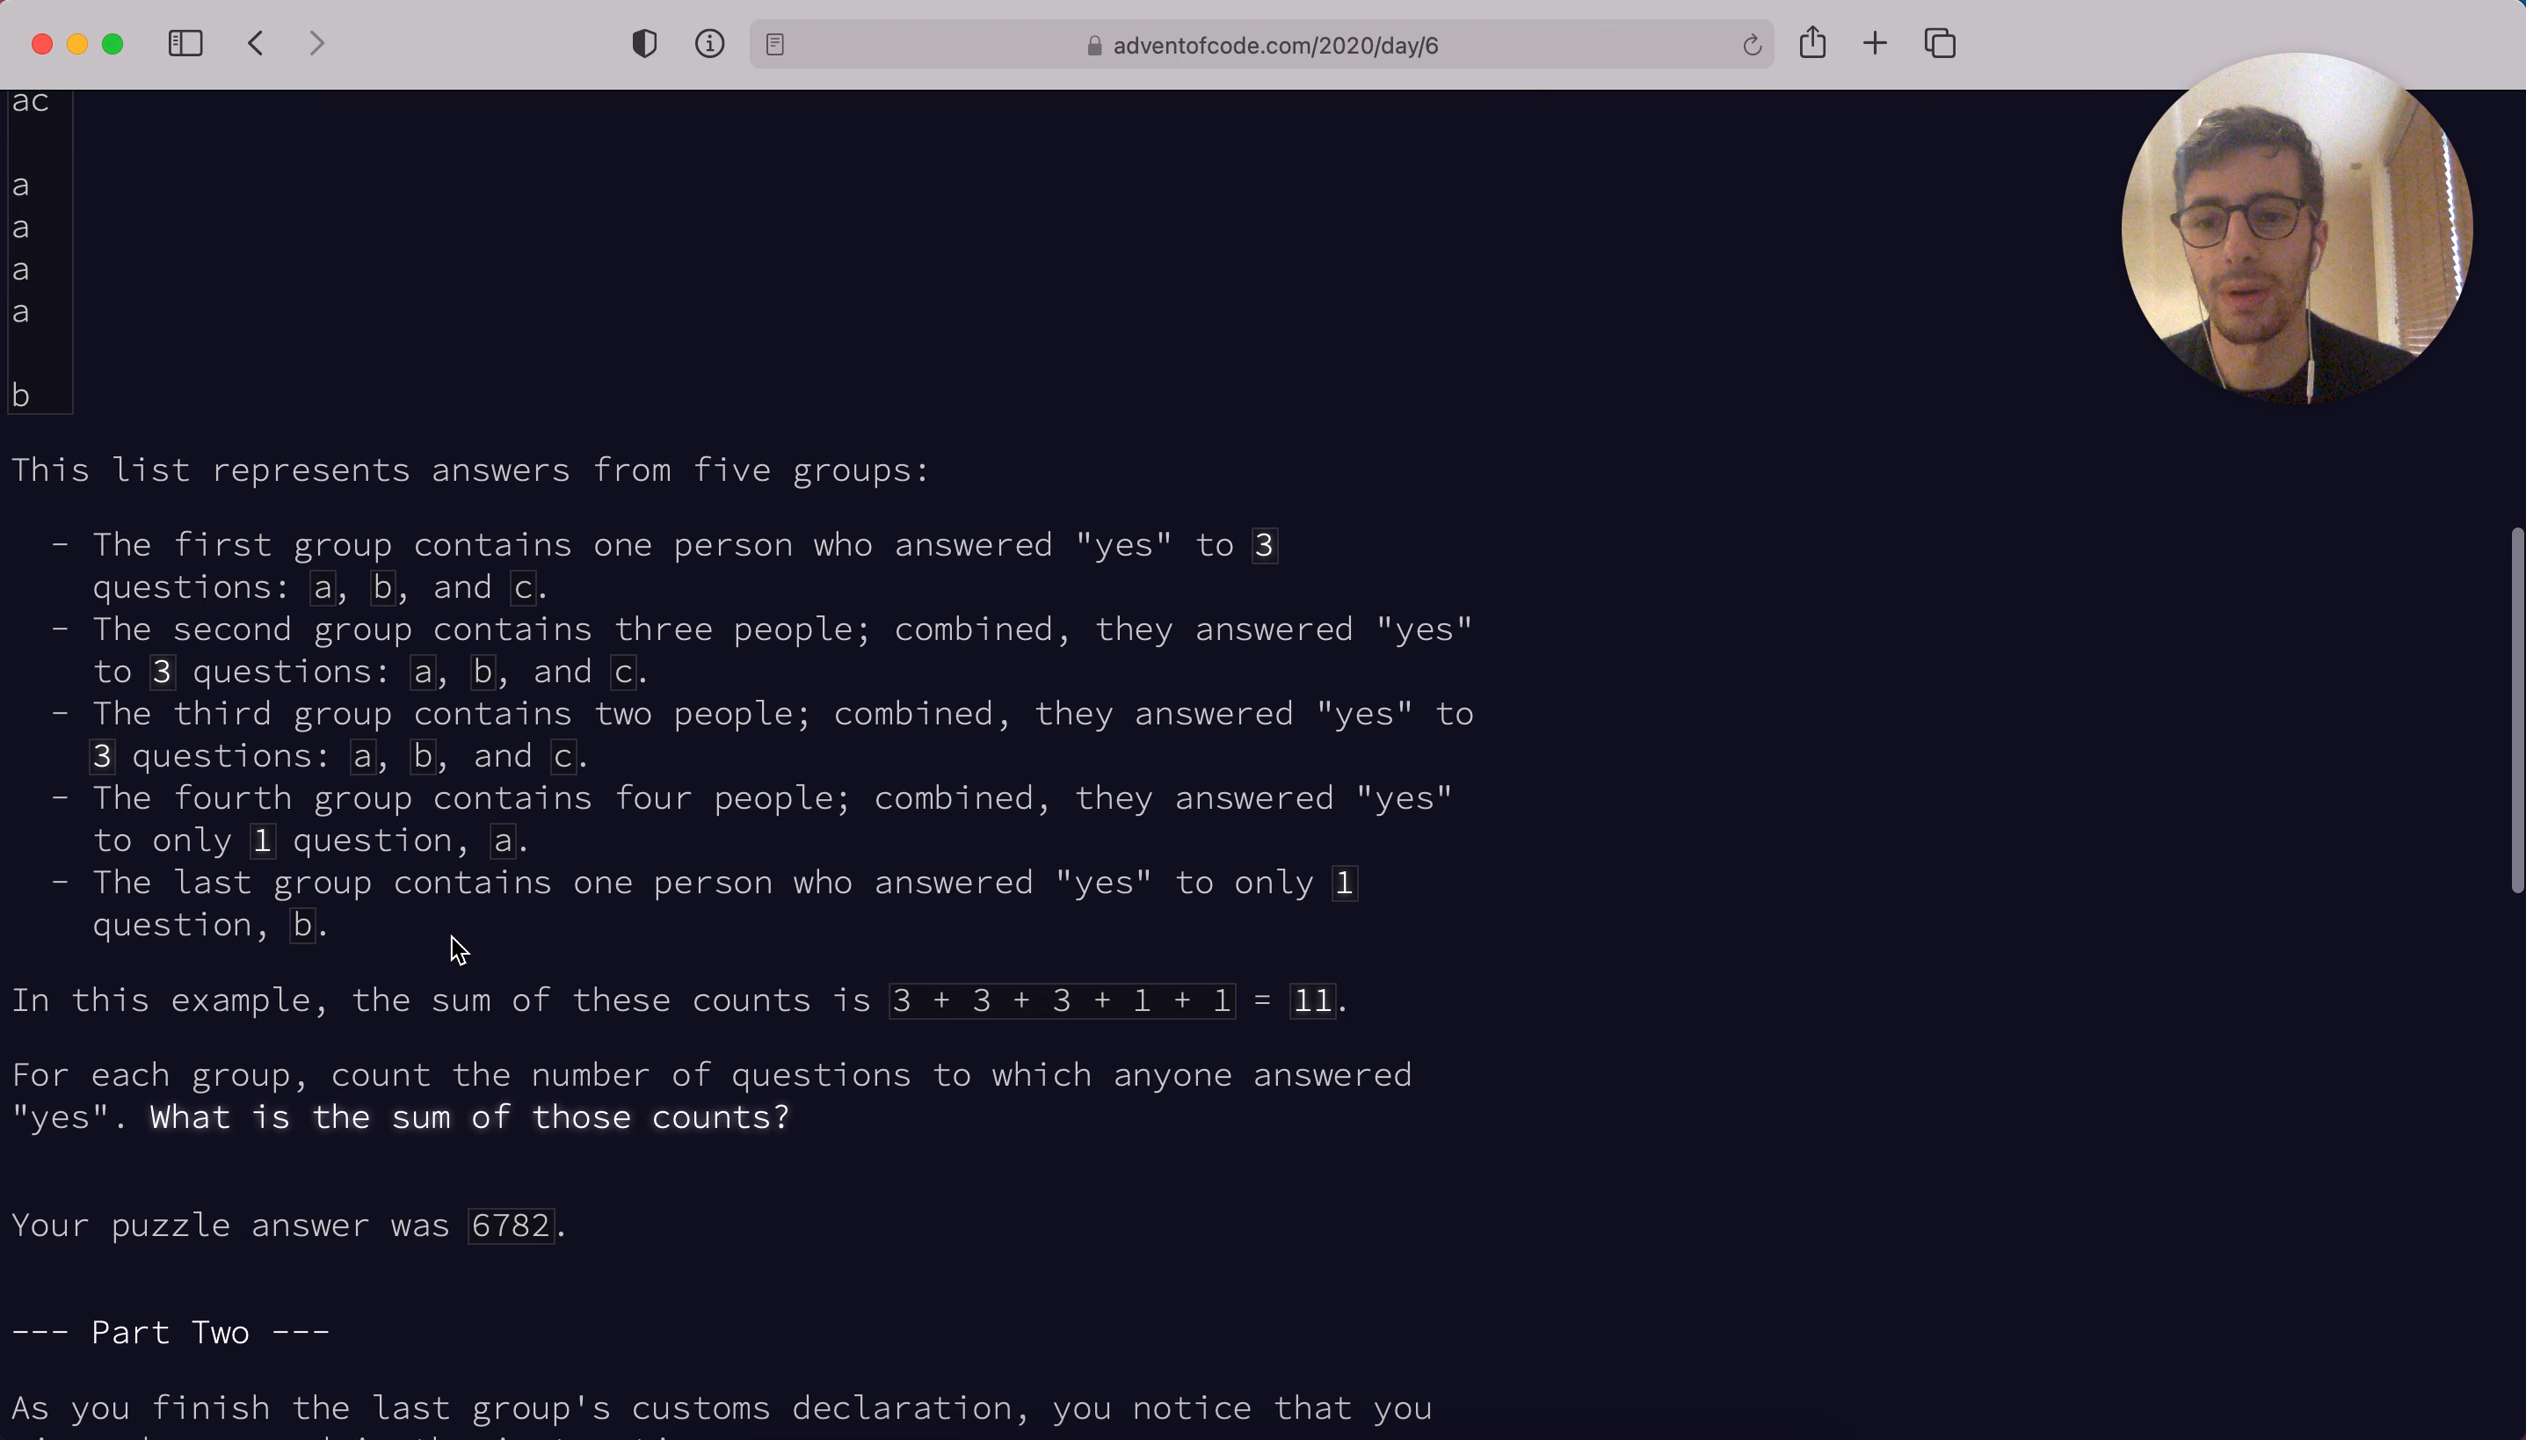 adventofcode.com/2020/day/6
ac
a
a
a
a
b
This list represents answers from five groups:
- The first group contains one person who answered "yes" to 3
questions: a, b, and c.
- The second group contains three people; combined, they answered "yes"
to 3 questions: a, b, and c.
- The third group contains two people; combined, they answered "yes" to
3 questions: a, b, and c.
- The fourth group contains four people; combined, they answered "yes"
to only 1 question, a.
- The last group contains one person who answered "yes" to only 1
question, b.
In this example, the sum of these counts is 3 + 3 + 3 + 1 + 1 = 11.
For each group, count the number of questions to which anyone answered
"yes". What is the sum of those counts?
Your puzzle answer was 6782.
--- Part Two ---
As you finish the last group's customs declaration, you notice that you